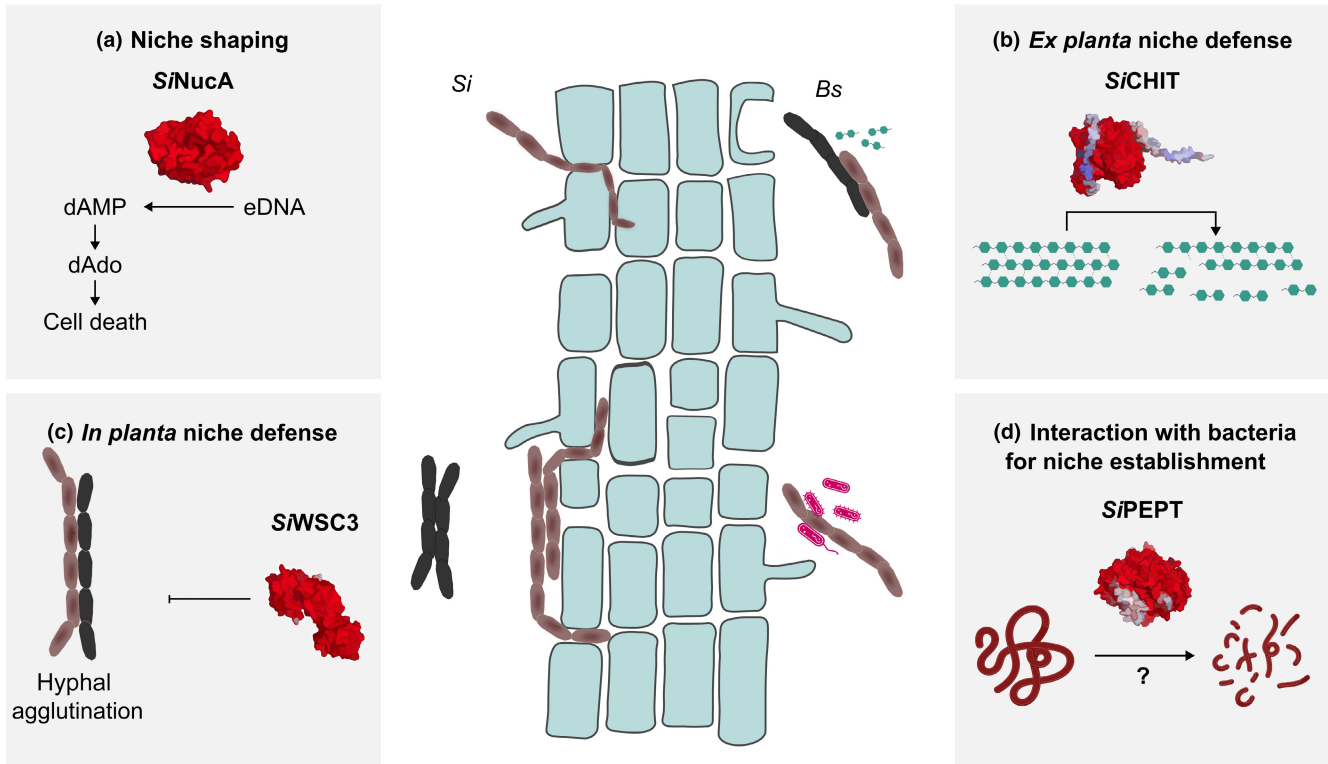 (a) Niche shaping
SiNucA
dAMP
eDNA
dAdo
Cell death
Si
Bs
(b) Ex planta niche defense
SiCHIT
(c) In planta niche defense
SiWSC3
Hyphal
agglutination
(d) Interaction with bacteria
for niche establishment
SiPEPT
?